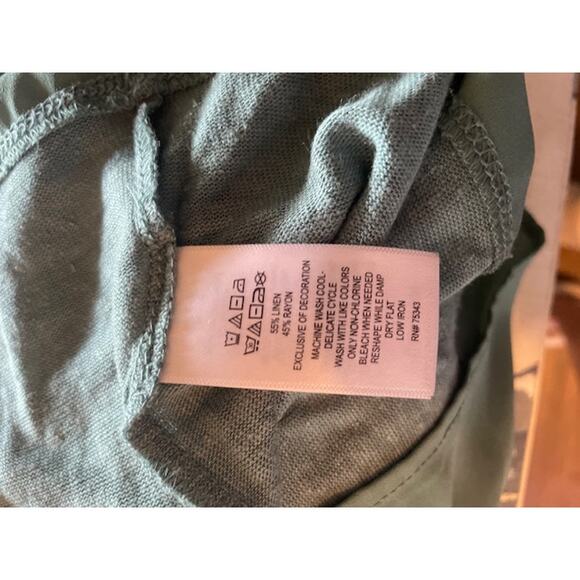 55% LINEN
45% RAYON
EXCLUSIVE OF DECORATION
MACHINE WASH COOL-
DELICATE CYCLE
WASH WITH LIKE COLORS
ONLY NON-CHLORINE
BLEACH WHEN NEEDED
RESHAPE WHILE DAMP
DRY FLAT
LOW IRON
RN# 75343